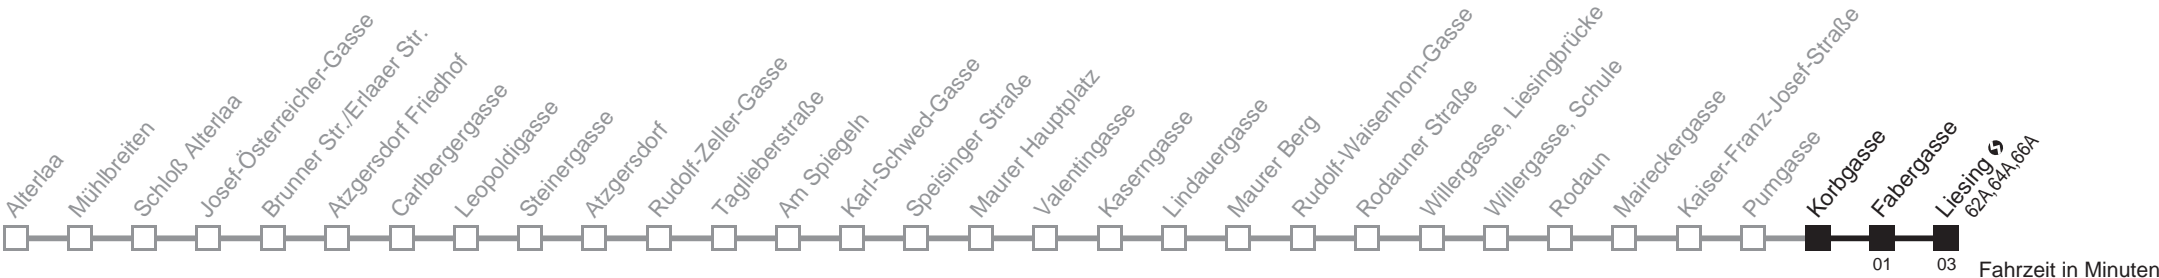 Alterlaa
Mühlbreiten
Schloß Alterlaa
Josef-Österreicher-Gasse
Brunner Str./Erlaaer Str.
Atzgersdorf Friedhof
Carlbergergasse
Leopoldigasse
Steinergasse
Atzgersdorf
Rudolf-Zeller-Gasse
Taglieberstraße
Am Spiegeln
Karl-Schwed-Gasse
Speisinger Straße
Maurer Hauptplatz
Valentingasse
Kaserngasse
Lindauergasse
Maurer Berg
Rudolf-Waisenhorn-Gasse
Rodauner Straße
Willergasse, Liesingbrücke
Willergasse, Schule
Rodaun
Maireckergasse
Kaiser-Franz-Josef-Straße
Purngasse
Korbgasse
Fabergasse
Liesing
62A,64A,66A
01 03
Fahrzeit in Minuten